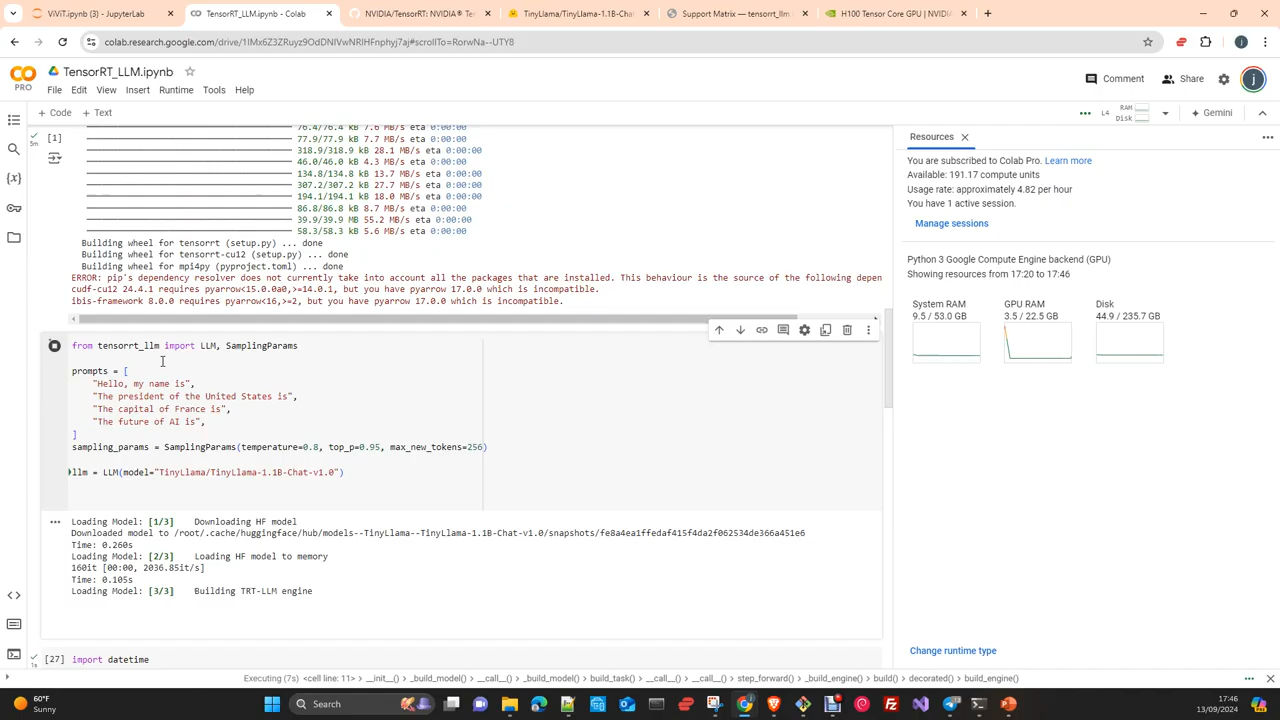 ViViT.ipynb (3) - JupyterLab
TensorRT_LLM.ipynb - Colab
NVIDIA/TensorRT: NVIDIA® Te
TinyLlama/TinyLlama-1.1B-Chat-
Support Matrix — tensorrt_llm
H100 Tensor Core GPU | NVIDIA
colab.research.google.com/drive/1IMx6Z3ZRuyz9OdDNIVwNRlHFnphyj7aj#scrollTo=RorwNa--UTY8
TensorRT_LLM.ipynb
PRO
File Edit View Insert Runtime Tools Help
Comment
Share
j
+ Code + Text
L4
RAM
Disk
Gemini
[1]
5m
76.4/76.4 kB 7.6 MB/s eta 0:00:00
77.9/77.9 kB 7.7 MB/s eta 0:00:00
318.9/318.9 kB 28.1 MB/s eta 0:00:00
46.0/46.0 kB 4.3 MB/s eta 0:00:00
134.8/134.8 kB 13.7 MB/s eta 0:00:00
307.2/307.2 kB 27.7 MB/s eta 0:00:00
194.1/194.1 kB 18.0 MB/s eta 0:00:00
86.8/86.8 kB 8.7 MB/s eta 0:00:00
39.9/39.9 MB 55.2 MB/s eta 0:00:00
58.3/58.3 kB 5.6 MB/s eta 0:00:00
Building wheel for tensorrt (setup.py) ... done
Building wheel for tensorrt-cu12 (setup.py) ... done
Building wheel for mpi4py (pyproject.toml) ... done
ERROR: pip's dependency resolver does not currently take into account all the packages that are installed. This behaviour is the source of the following depen
cudf-cu12 24.4.1 requires pyarrow<15.0.0a0,>=14.0.1, but you have pyarrow 17.0.0 which is incompatible.
ibis-framework 8.0.0 requires pyarrow<16,>=2, but you have pyarrow 17.0.0 which is incompatible.
from tensorrt_llm import LLM, SamplingParams
prompts = [
"Hello, my name is",
"The president of the United States is",
"The capital of France is",
"The future of AI is",
]
sampling_params = SamplingParams(temperature=0.8, top_p=0.95, max_new_tokens=256)
llm = LLM(model="TinyLlama/TinyLlama-1.1B-Chat-v1.0")
Loading Model: [1/3] Downloading HF model
Downloaded model to /root/.cache/huggingface/hub/models--TinyLlama--TinyLlama-1.1B-Chat-v1.0/snapshots/fe8a4ea1ffedaf415f4da2f062534de366a451e6
Time: 0.260s
Loading Model: [2/3] Loading HF model to memory
160it [00:00, 2036.85it/s]
Time: 0.105s
Loading Model: [3/3] Building TRT-LLM engine
1s
[27] import datetime
Resources
You are subscribed to Colab Pro. Learn more
Available: 191.17 compute units
Usage rate: approximately 4.82 per hour
You have 1 active session.
Manage sessions
Python 3 Google Compute Engine backend (GPU)
Showing resources from 17:20 to 17:46
System RAM
9.5 / 53.0 GB
GPU RAM
3.5 / 22.5 GB
Disk
44.9 / 235.7 GB
Change runtime type
Executing (7s) <cell line: 11> > __init__() > _build_model() > __call__() > _build_model() > build_task() > __call__() > __call__() > step_forward() > _build_engine() > build() > decorated() > build_engine()
60°F
Sunny
Search
17:46
13/09/2024